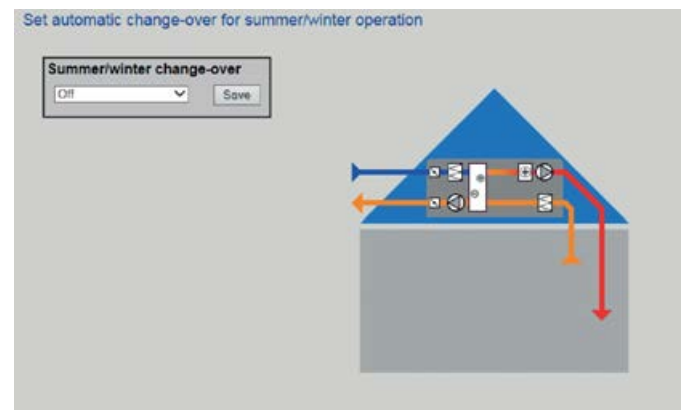 Set automatic change-over for summer/winter operation
Summer/winter change-over
Off
Save